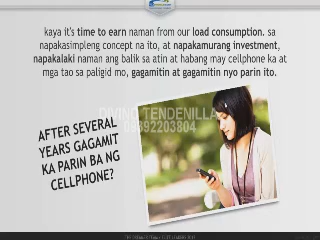 kaya it's time to earn naman from our load consumption. sa
napakasimpleng concept na ito, at napakamurang investment,
napakalaki naman ang balik sa atin at habang may cellphone ka at
mga tao sa paligid mo, gagamitin at gagamitin nyo parin ito.
DIVINO TENDENILLA
09392203804
AFTER SEVERAL
YEARS GAGAMIT
KA PARIN BA NG
CELLPHONE?